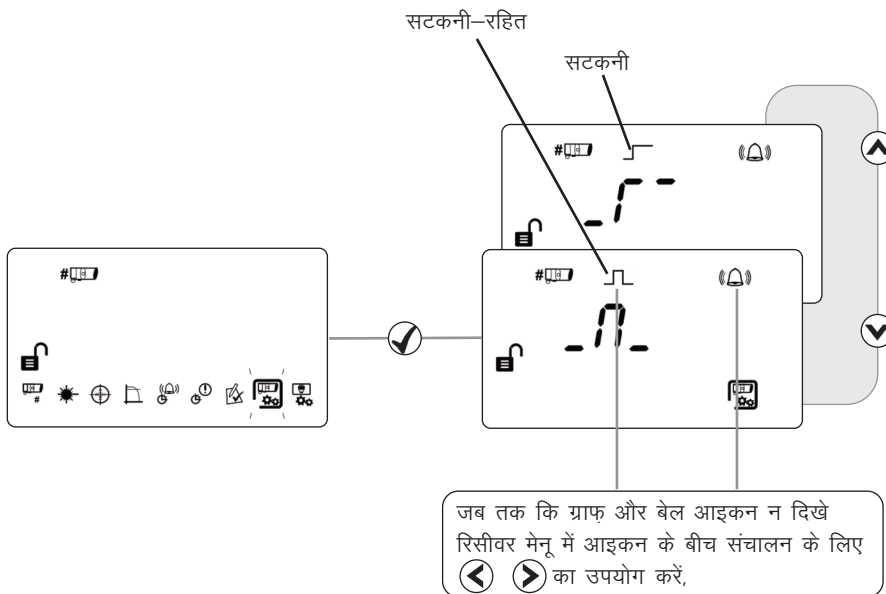 सटकनी–रहित
सटकनी
#
#
#
#
जब तक कि ग्राफ़ और बेल आइकन न दिखे
रिसीवर मेनू में आइकन के बीच संचालन के लिए
का उपयोग करें,